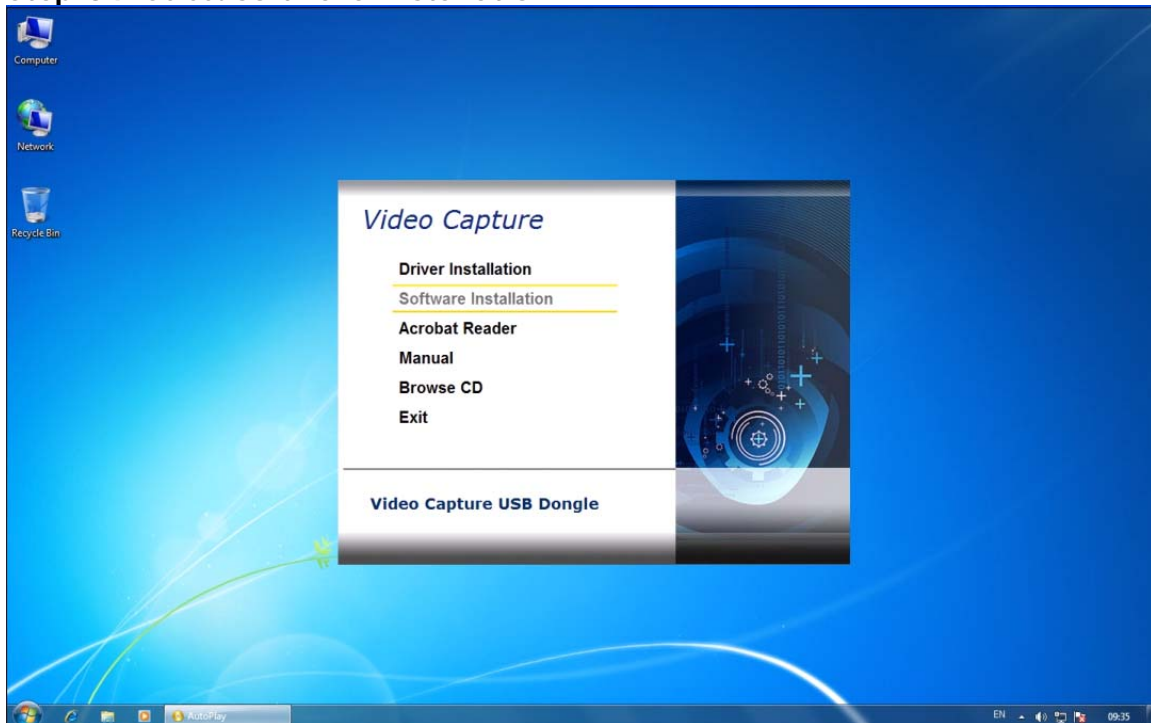 Computer
Network
Recycle Bin
Video Capture
Driver Installation
Software Installation
Acrobat Reader
Manual
Browse CD
Exit
Video Capture USB Dongle
AutoPlay
EN
09:35